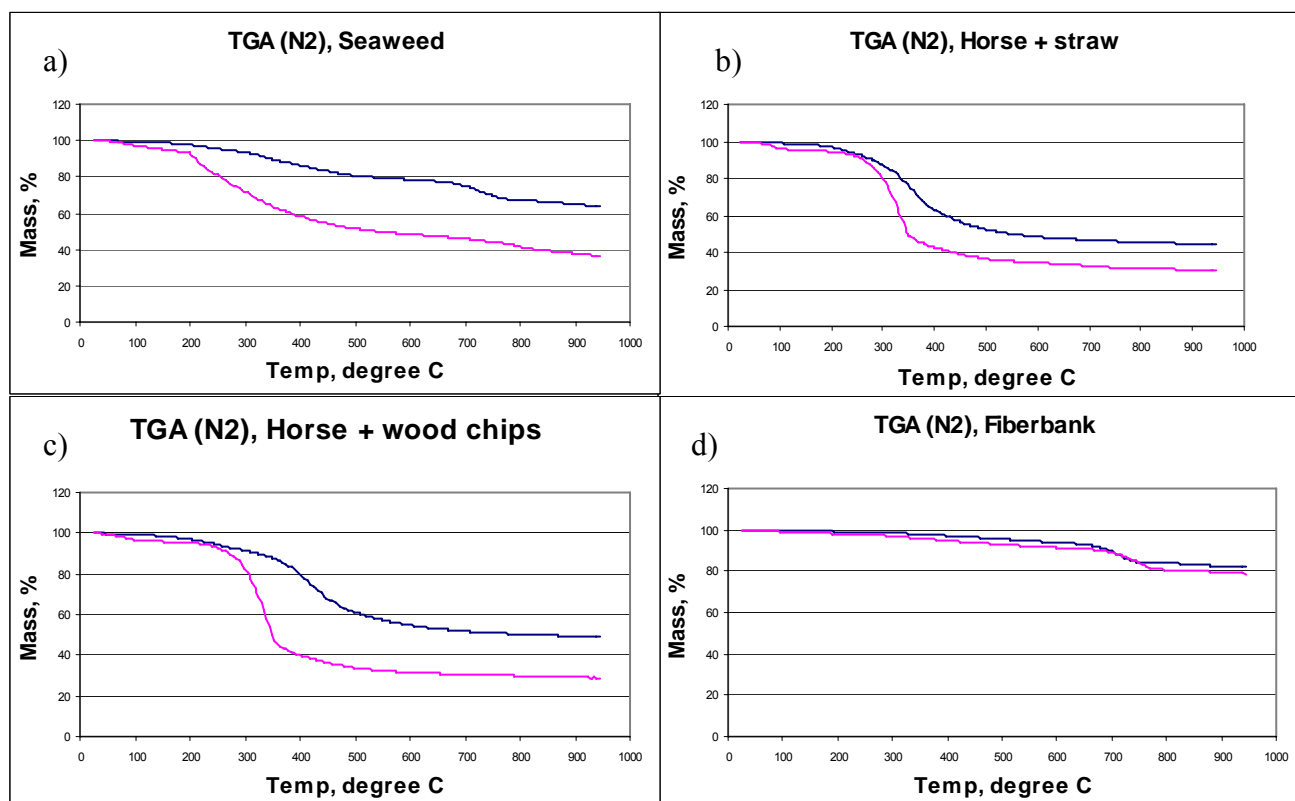 a)
TGA (N2), Seaweed
120
100
80
60
40
20
0
Mass, %
0 100 200 300 400 500 600 700 800 900 1000
Temp, degree C
b)
TGA (N2), Horse + straw
120
100
80
60
40
20
0
Mass, %
0 100 200 300 400 500 600 700 800 900 1000
Temp, degree C
c)
TGA (N2), Horse + wood chips
120
100
80
60
40
20
0
Mass, %
0 100 200 300 400 500 600 700 800 900 1000
Temp, degree C
d)
TGA (N2), Fiberbank
120
100
80
60
40
20
0
Mass, %
0 100 200 300 400 500 600 700 800 900 1000
Temp, degree C